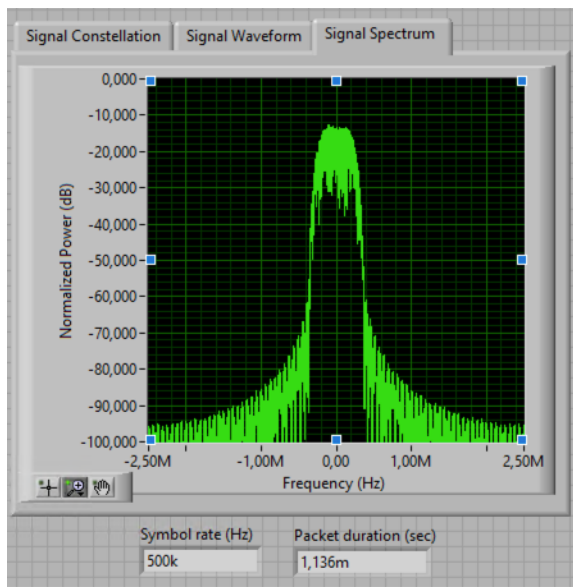 Signal Constellation Signal Waveform Signal Spectrum
0,000
-10,000
-20,000
-30,000
-40,000
-50,000
-60,000
-70,000
-80,000
-90,000
-100,000
Normalized Power (dB)
-2,50M -1,00M 0,00 1,00M 2,50M
Frequency (Hz)
Symbol rate (Hz) Packet duration (sec)
500k 1,136m